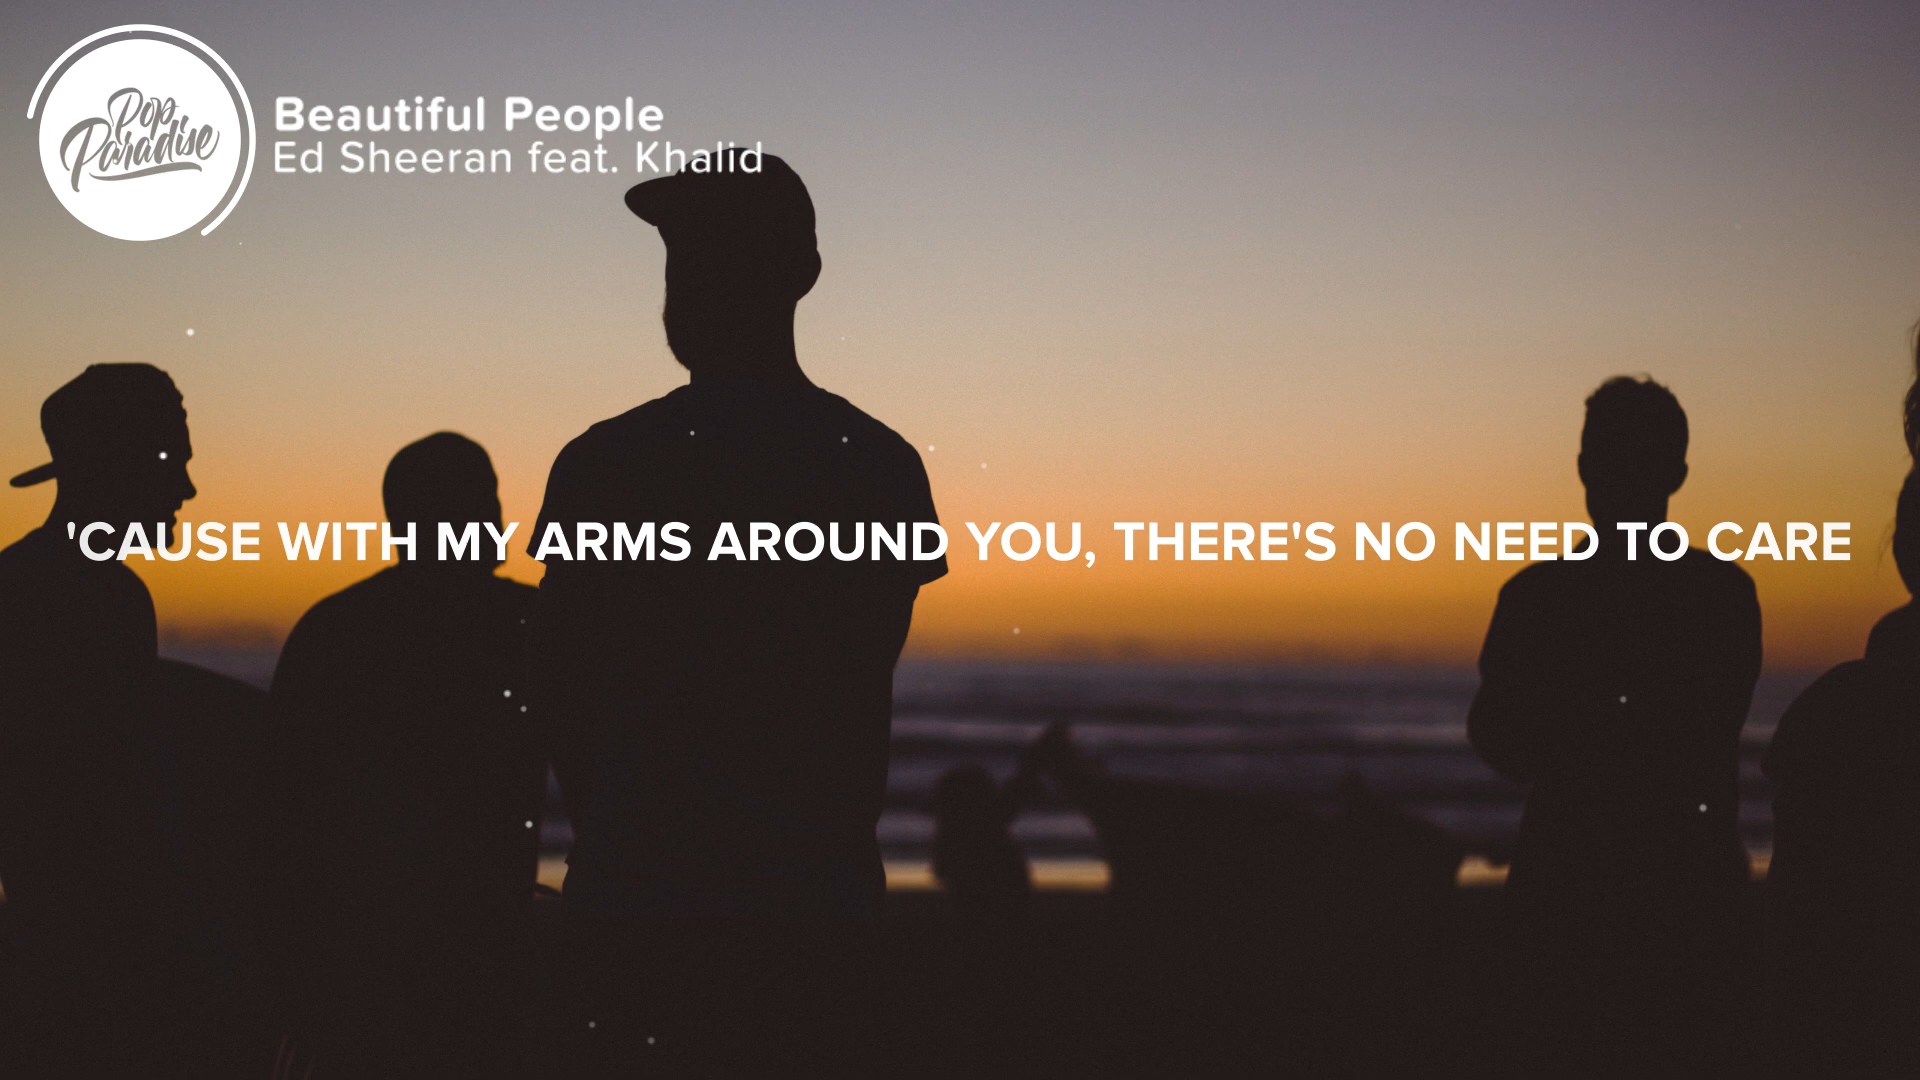 Pop
Paradise
Beautiful People
Ed Sheeran feat. Khalid
'CAUSE WITH MY ARMS AROUND YOU, THERE'S NO NEED TO CARE